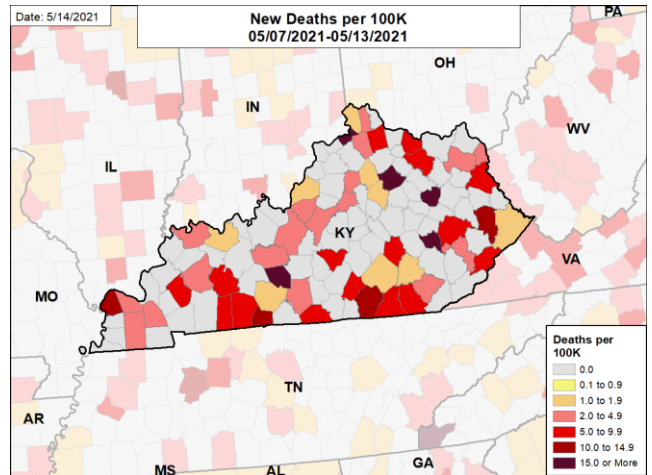 Date: 5/14/2021
New Deaths per 100K
05/07/2021-05/13/2021
PA
OH
IN
IL
WV
KY
VA
MO
TN
AR
MS
AL
GA
Deaths per
100K
0.0
0.1 to 0.9
1.0 to 1.9
2.0 to 4.9
5.0 to 9.9
10.0 to 14.9
15.0 or More